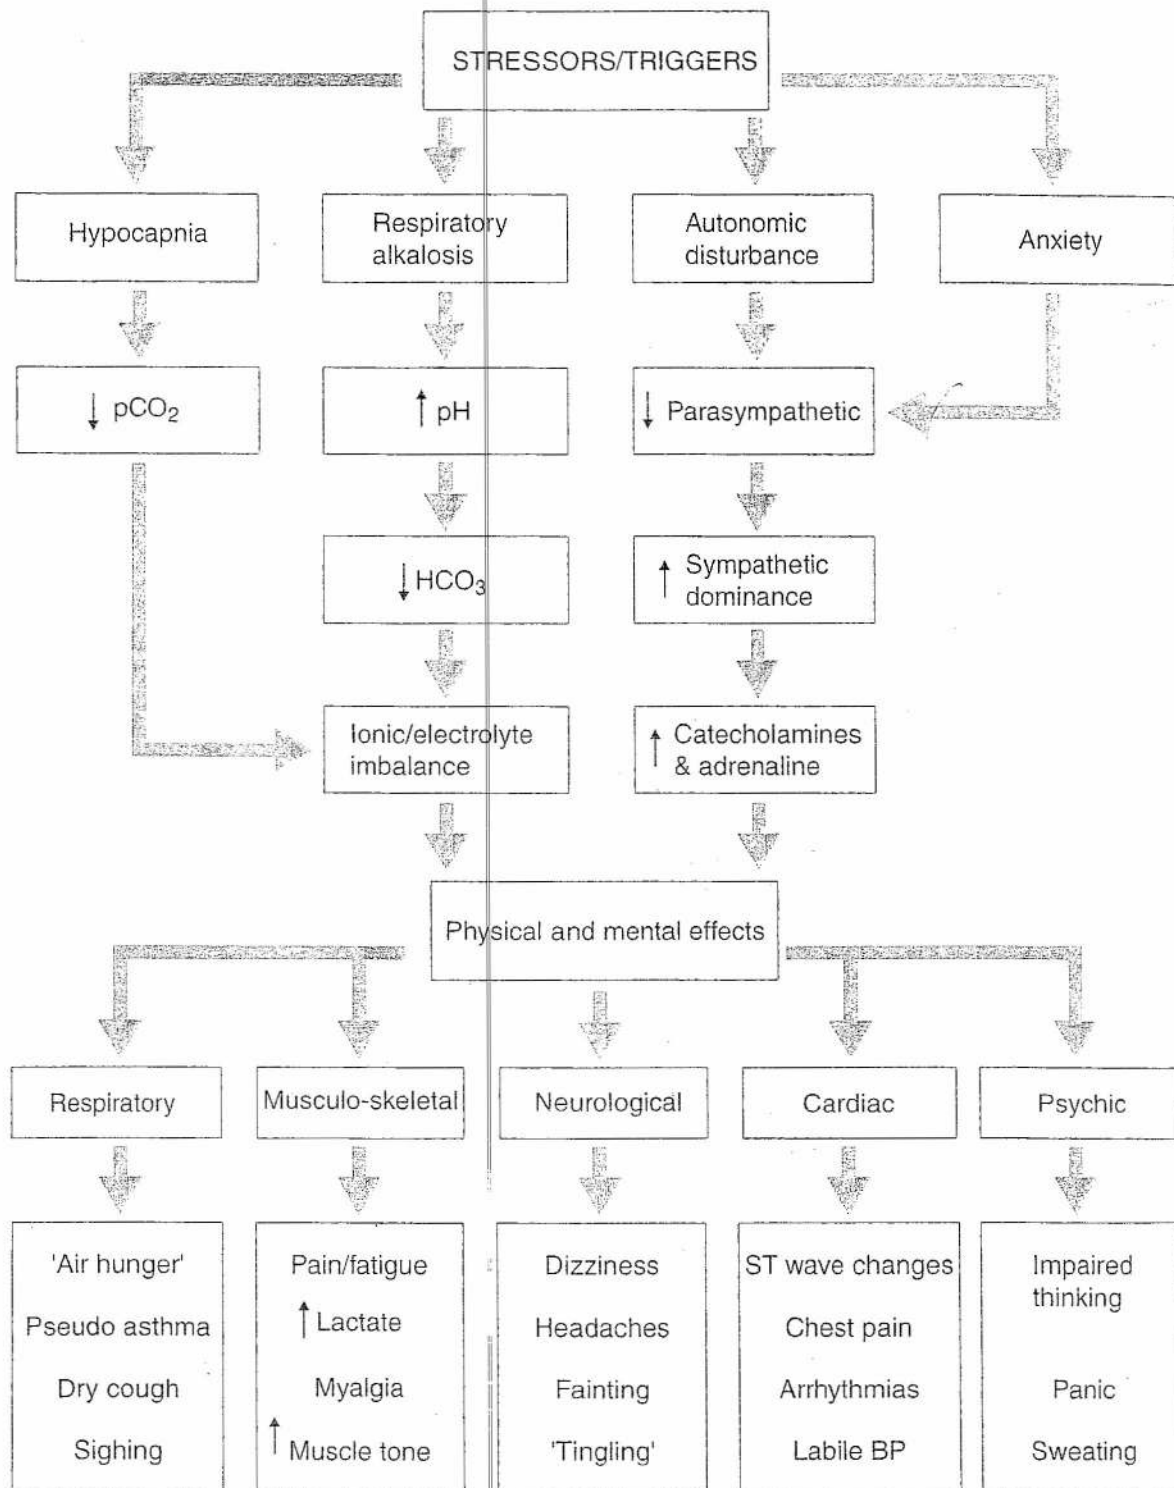 STRESSORS/TRIGGERS
Hypocapnia
Respiratory
alkalosis
Autonomic
disturbance
Anxiety
↓ pCO₂
↑ pH
↓ Parasympathetic
↓ HCO₃
↑ Sympathetic
dominance
Ionic/electrolyte
imbalance
↑ Catecholamines
& adrenaline
Physical and mental effects
Respiratory
Musculo-skeletal
Neurological
Cardiac
Psychic
'Air hunger'
Pseudo asthma
Dry cough
Sighing
Pain/fatigue
↑ Lactate
Myalgia
↑ Muscle tone
Dizziness
Headaches
Fainting
'Tingling'
ST wave changes
Chest pain
Arrhythmias
Labile BP
Impaired
thinking
Panic
Sweating